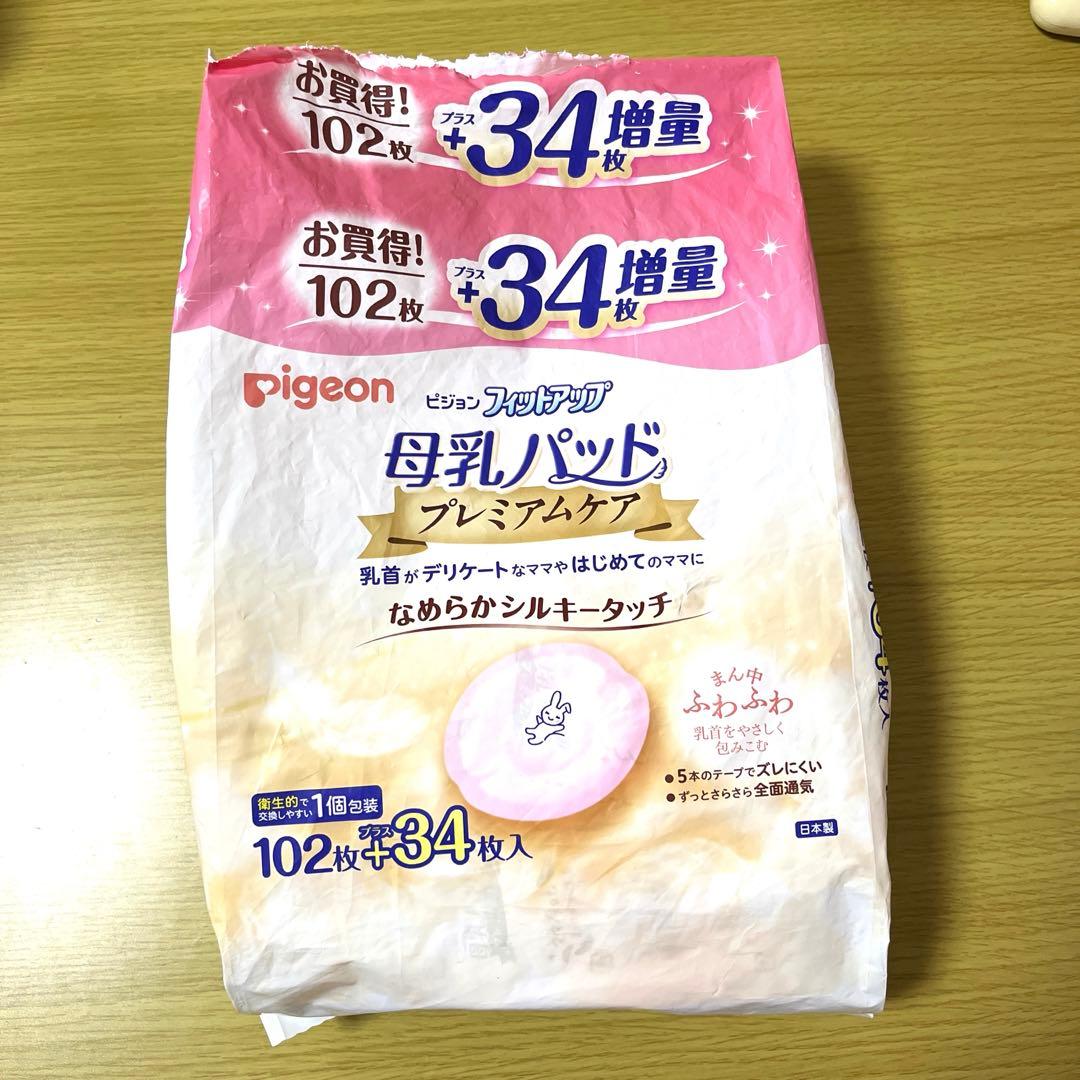 お買得!
102枚
プラス
+34枚増量
お買得!
102枚
プラス
+34枚増量
pigeon
ピジョン フィットアップ
母乳パッド
プレミアムケア
乳首がデリケートなママやはじめてのママに
なめらかシルキータッチ
まん中
ふわふわ
乳首をやさしく
包みこむ
●5本のテープでズレにくい
●ずっとさらさら全面通気
衛生的で
交換しやすい
1個包装
プラス
102枚+34枚入
日本製
枚入